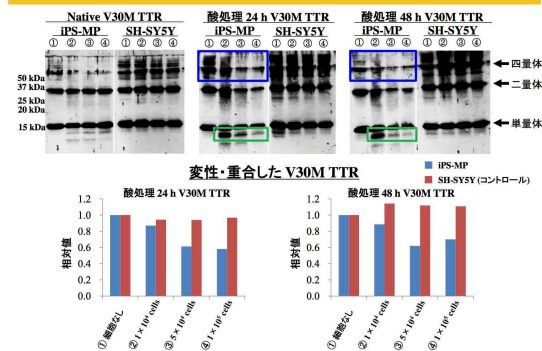 Native V30M TTR
酸処理 24 h V30M TTR
酸処理 48 h V30M TTR
iPS-MP SH-SY5Y
iPS-MP SH-SY5Y
iPS-MP SH-SY5Y
① ② ③ ④ ① ② ③ ④
① ② ③ ④ ① ② ③ ④
① ② ③ ④ ① ② ③ ④
50 kDa
37 kDa
25 kDa
20 kDa
15 kDa
四量体
二量体
単量体
変性・重合した V30M TTR
iPS-MP
SH-SY5Y (コントロール)
酸処理 24 h V30M TTR
相対値
1.2
1.0
0.8
0.6
0.4
0.2
0.0
① 細胞なし
② 1 × 10⁴ cells
③ 5 × 10⁴ cells
④ 1 × 10⁵ cells
酸処理 48 h V30M TTR
相対値
1.2
1.0
0.8
0.6
0.4
0.2
0.0
① 細胞なし
② 1 × 10⁴ cells
③ 5 × 10⁴ cells
④ 1 × 10⁵ cells